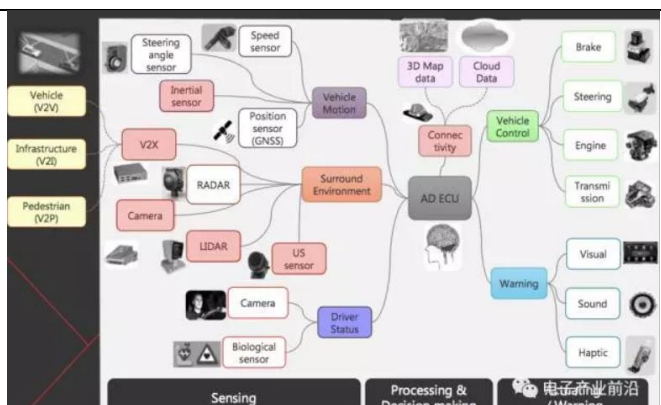 Steering
angle
sensor
Speed
sensor
Inertial
sensor
Position
sensor
(GNSS)
Vehicle
Motion
3D Map
data
Cloud
Data
Connec
tivity
Vehicle
Control
Brake
Steering
Engine
Transmi
ssion
Vehicle
(V2V)
Infrastructure
(V2I)
Pedestrian
(V2P)
V2X
RADAR
Camera
LIDAR
US
sensor
Surround
Environment
AD ECU
Camera
Biological
sensor
Driver
Status
Warning
Visual
Sound
Haptic
Sensing
Processing &
Decision making
电子产业前沿
/ Warning